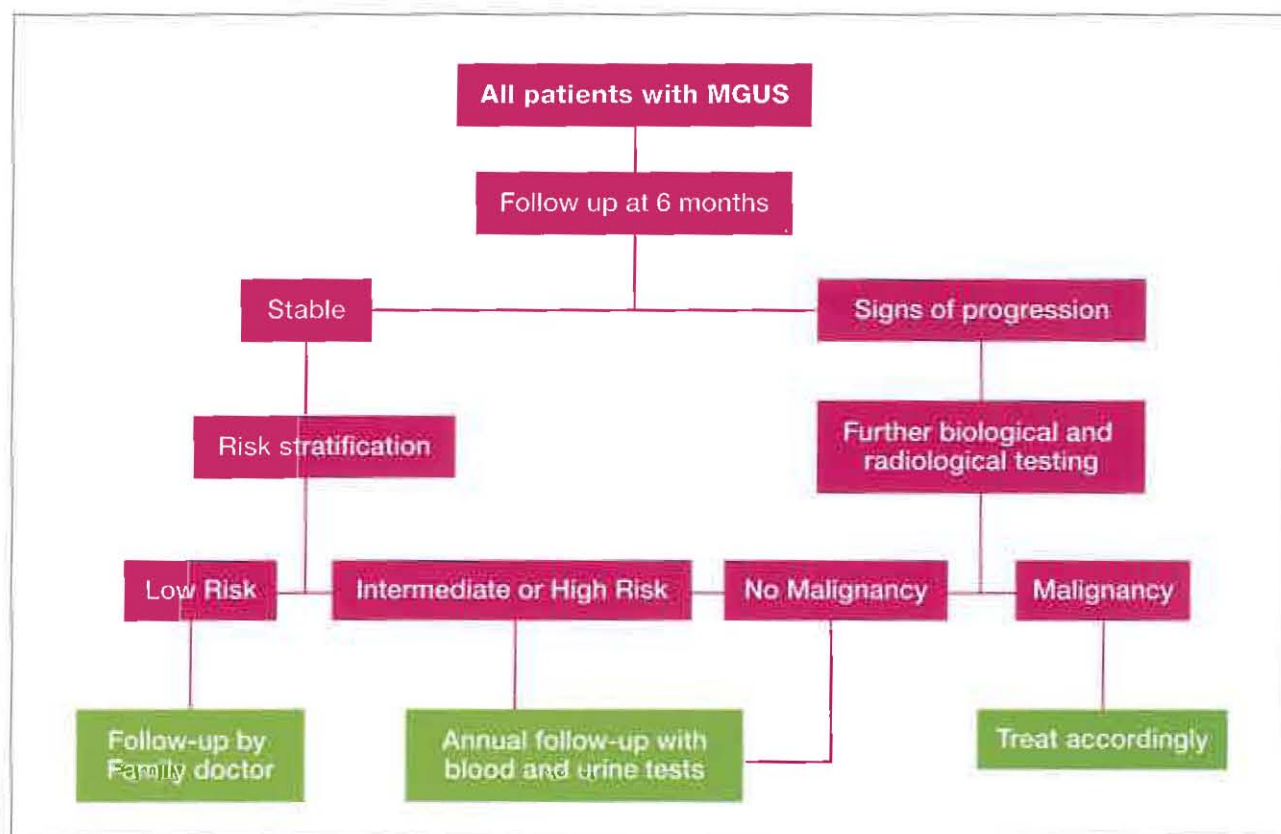 All patients with MGUS
Follow up at 6 months
Stable
Signs of progression
Risk stratification
Further biological and
radiological testing
Low Risk
Intermediate or High Risk
No Malignancy
Malignancy
Follow-up by
Family doctor
Annual follow-up with
blood and urine tests
Treat accordingly